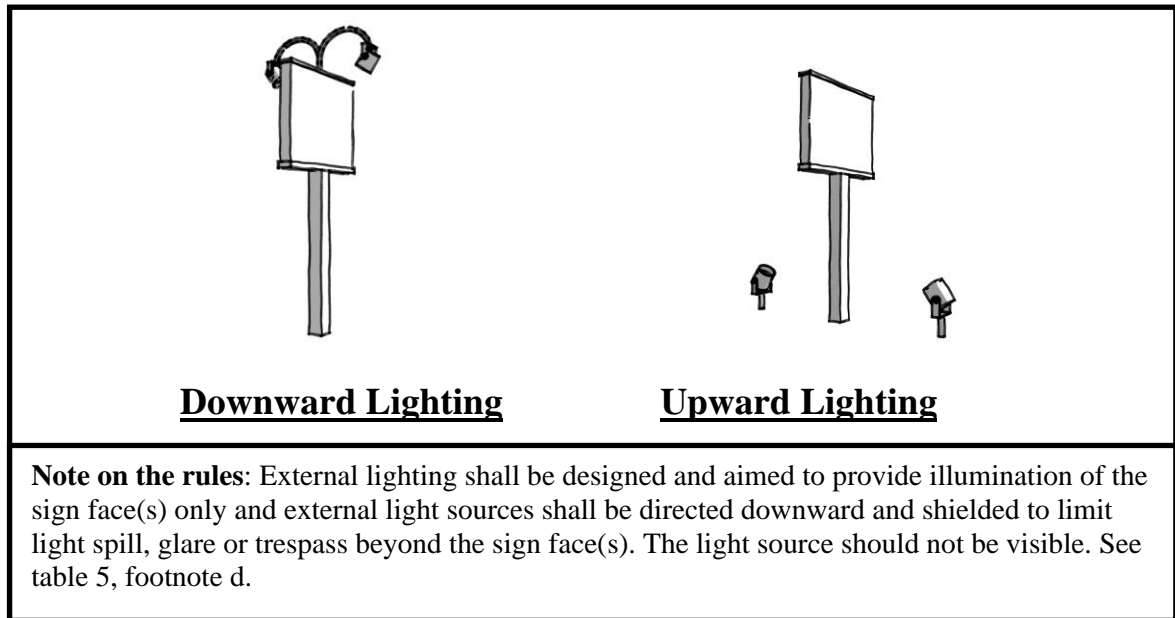 Downward Lighting
Upward Lighting
Note on the rules: External lighting shall be designed and aimed to provide illumination of the
sign face(s) only and external light sources shall be directed downward and shielded to limit
light spill, glare or trespass beyond the sign face(s). The light source should not be visible. See
table 5, footnote d.